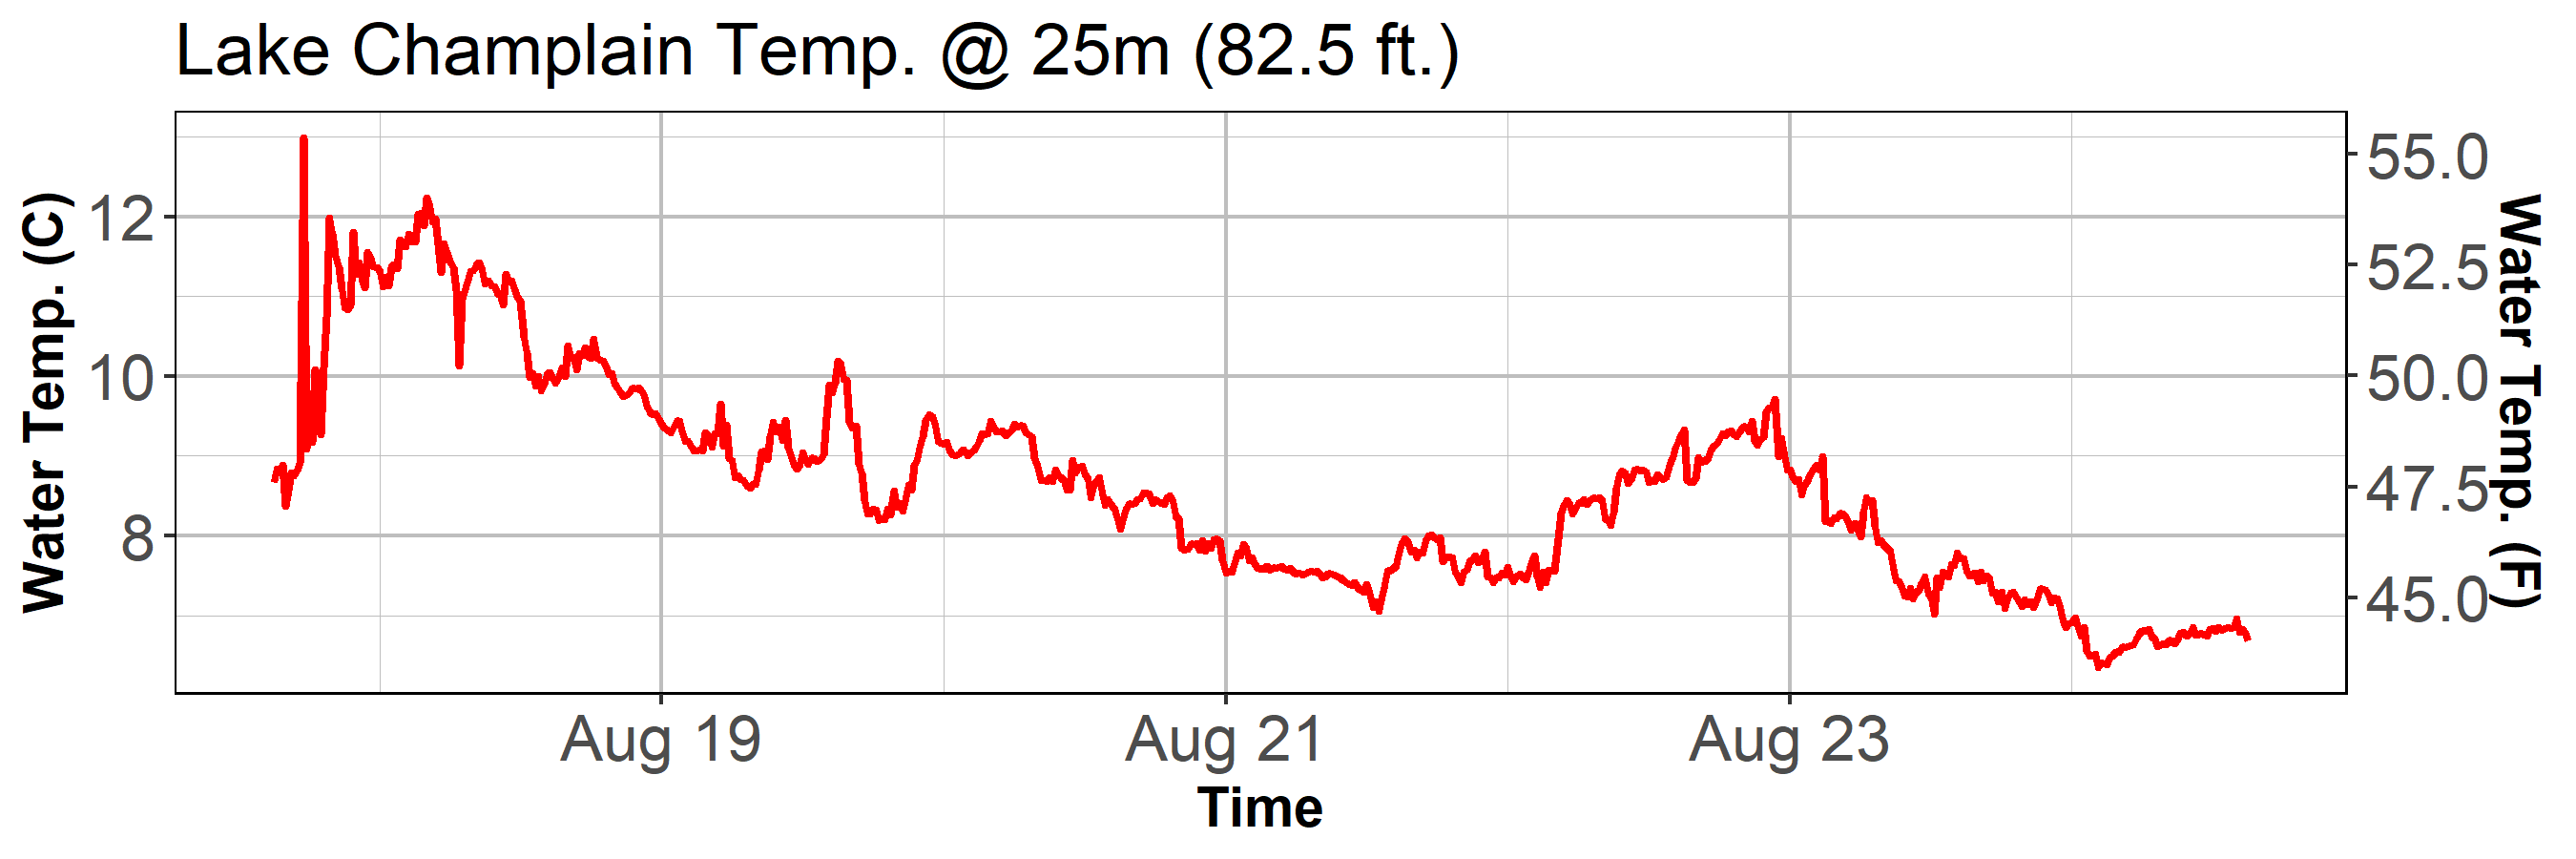 Lake Champlain Temp. @ 25m (82.5 ft.)
Water Temp. (C)
12
10
8
55.0
52.5
50.0
47.5
45.0
Water Temp. (F)
Aug 19 Aug 21 Aug 23
Time